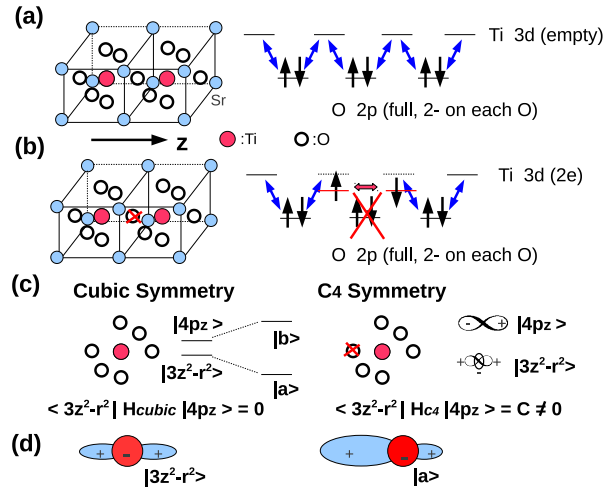 (a)
Ti 3d (empty)
Sr
O 2p (full, 2- on each O)
z
:Ti
:O
(b)
Ti 3d (2e)
O 2p (full, 2- on each O)
(c)
Cubic Symmetry
C4 Symmetry
|4pz >
|b>
- +
|4pz >
|3z²-r²>
|a>
+ +
-
|3z²-r²>
< 3z²-r² | Hcubic |4pz > = 0
< 3z²-r² | HC4 |4pz > = C ≠ 0
(d)
+ - +
|3z²-r²>
+ - +
|a>